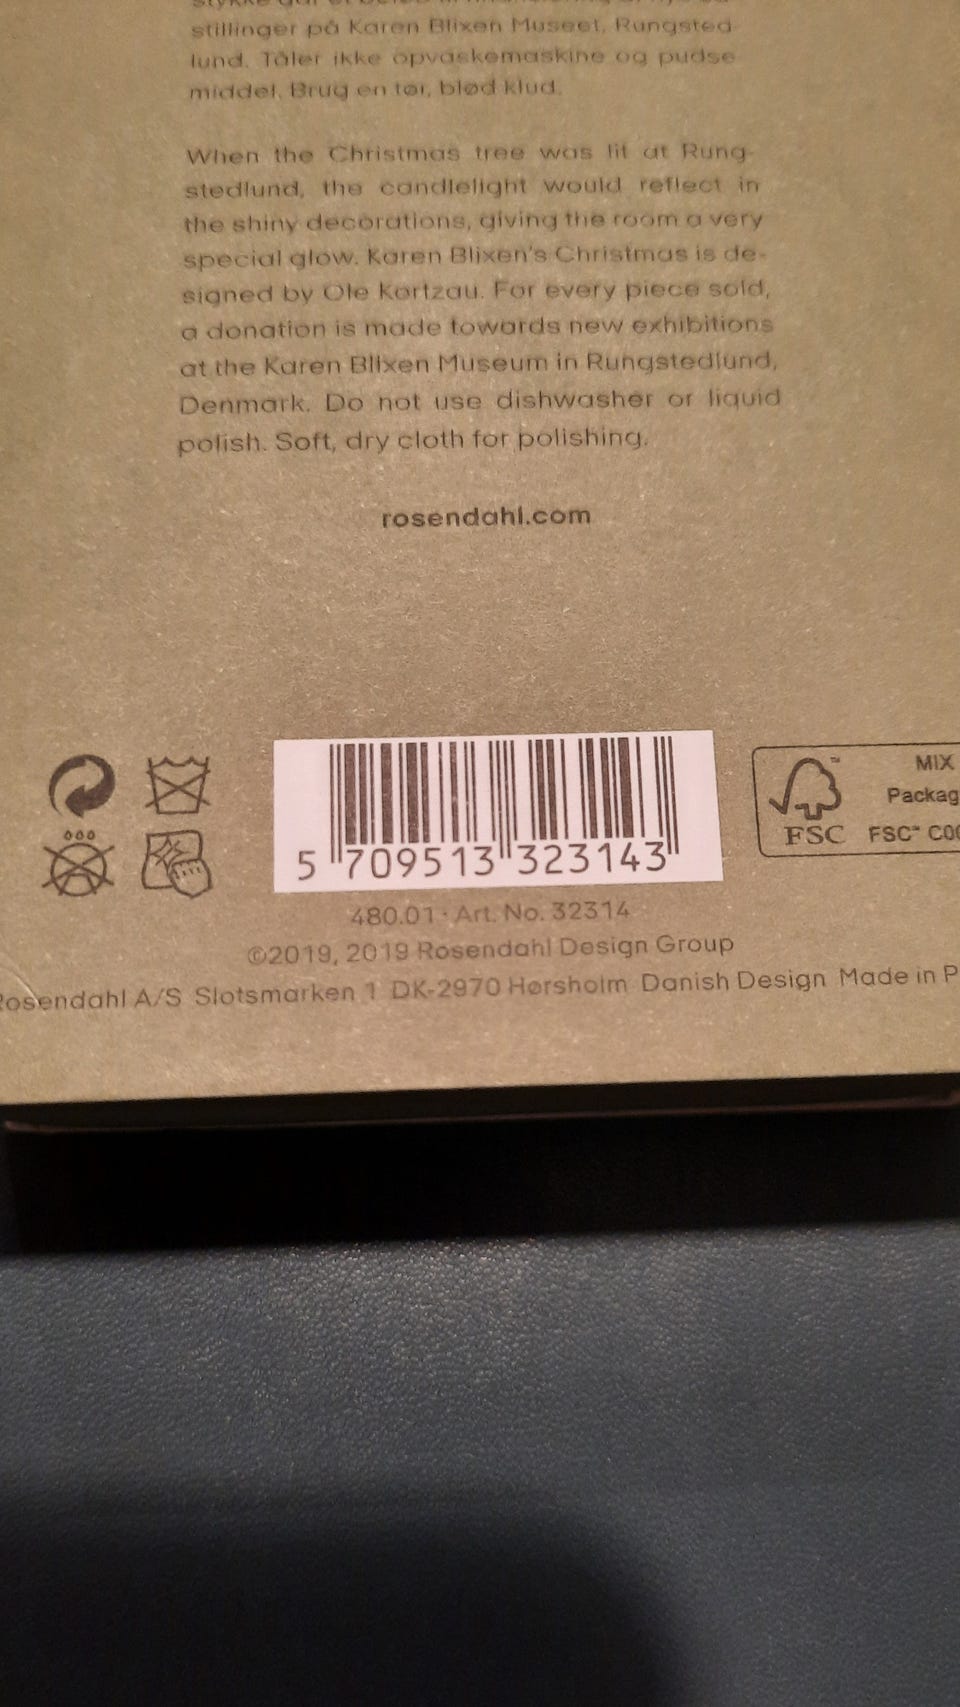 stillinger på Karen Blixen Museet, Rungsted-
lund. Tåler ikke opvaskemaskine og pudse
middel. Brug en tør, blød klud.
When the Christmas tree was lit at Rung-
stedlund, the candlelight would reflect in
the shiny decorations, giving the room a very
special glow. Karen Blixen's Christmas is de-
signed by Ole Kortzau. For every piece sold,
a donation is made towards new exhibitions
at the Karen Blixen Museum in Rungstedlund,
Denmark. Do not use dishwasher or liquid
polish. Soft, dry cloth for polishing.
rosendahl.com
5 709513 323143
MIX
Packag
FSC™ C00
FSC
480.01 · Art. No. 32314
©2019, 2019 Rosendahl Design Group
Rosendahl A/S Slotsmarken 1 DK-2970 Hørsholm Danish Design Made in P